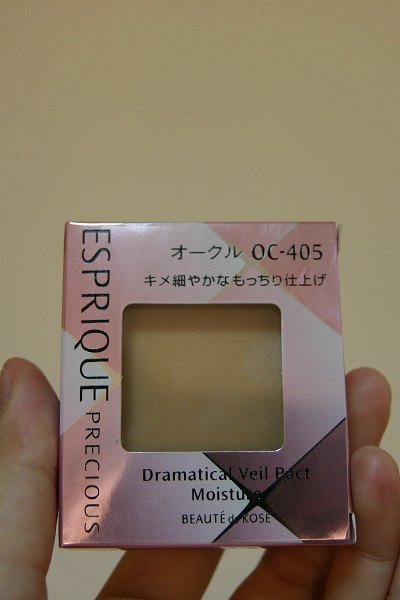 ESPRIQUE PRECIOUS
オークル OC-405
キメ細やかなもっちり仕上げ
Dramatical Veil Pact
Moisture
BEAUTÉ de KOSÉ